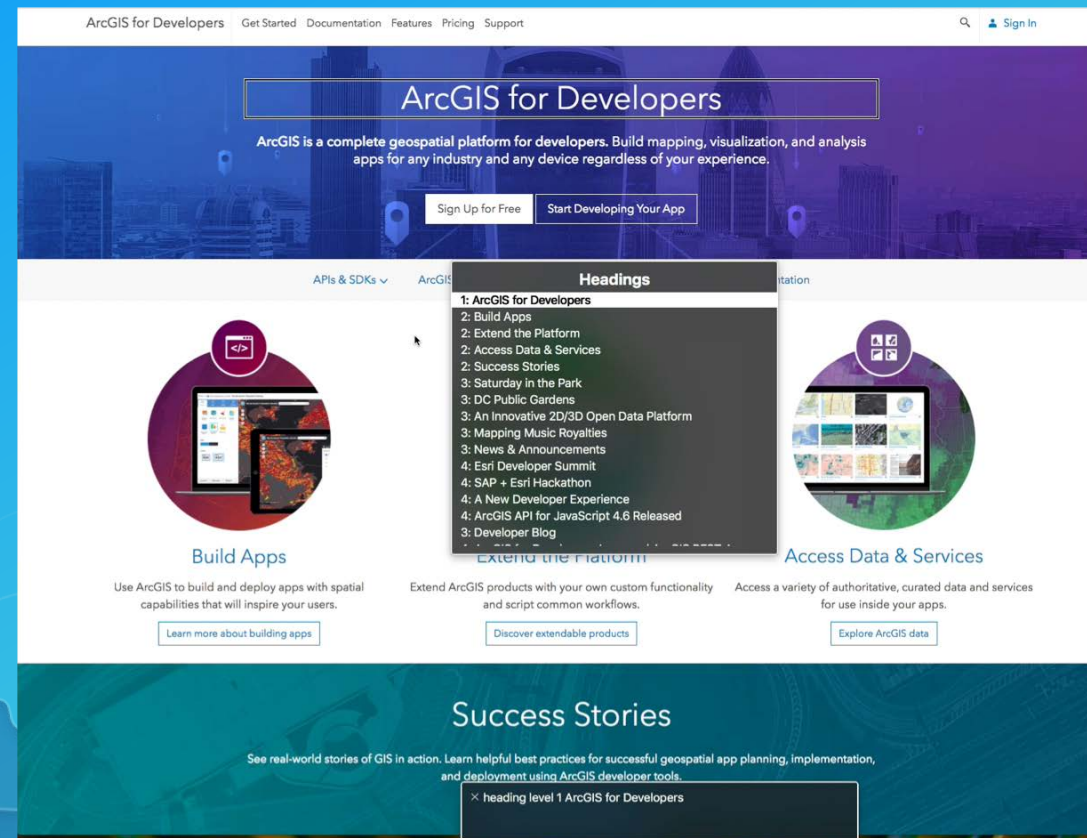 ArcGIS for Developers Get Started Documentation Features Pricing Support Sign In
ArcGIS for Developers
ArcGIS is a complete geospatial platform for developers. Build mapping, visualization, and analysis
apps for any industry and any device regardless of your experience.
Sign Up for Free Start Developing Your App
APIs & SDKs
Headings
1: ArcGIS for Developers
2: Build Apps
2: Extend the Platform
2: Access Data & Services
2: Success Stories
3: Saturday in the Park
3: DC Public Gardens
3: An Innovative 2D/3D Open Data Platform
3: Mapping Music Royalties
3: News & Announcements
4: Esri Developer Summit
4: SAP + Esri Hackathon
4: A New Developer Experience
4: ArcGIS API for JavaScript 4.6 Released
3: Developer Blog
Build Apps
Use ArcGIS to build and deploy apps with spatial
capabilities that will inspire your users.
Learn more about building apps
Extend the Platform
Extend ArcGIS products with your own custom functionality
and script common workflows.
Discover extendable products
Access Data & Services
Access a variety of authoritative, curated data and services
for use inside your apps.
Explore ArcGIS data
Success Stories
See real-world stories of GIS in action. Learn helpful best practices for successful geospatial app planning, implementation,
and deployment using ArcGIS developer tools.
heading level 1 ArcGIS for Developers